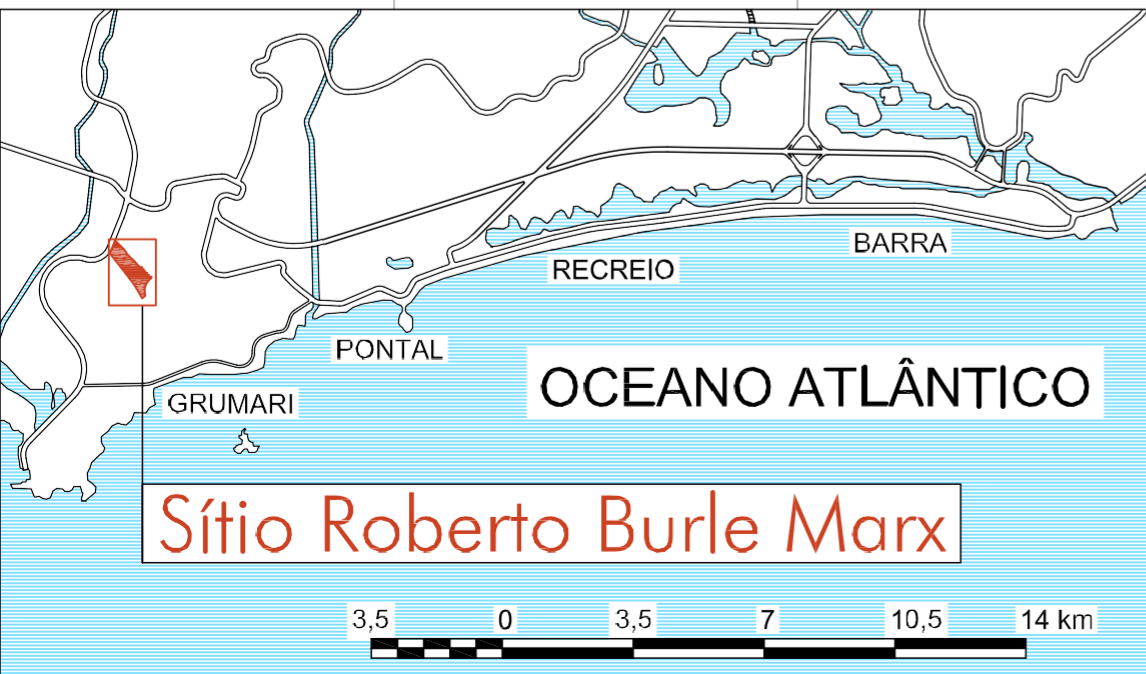 BARRA
RECREIO
PONTAL
OCEANO ATLÂNTICO
GRUMARI
Sítio Roberto Burle Marx
3,5 0 3,5 7 10,5 14 km